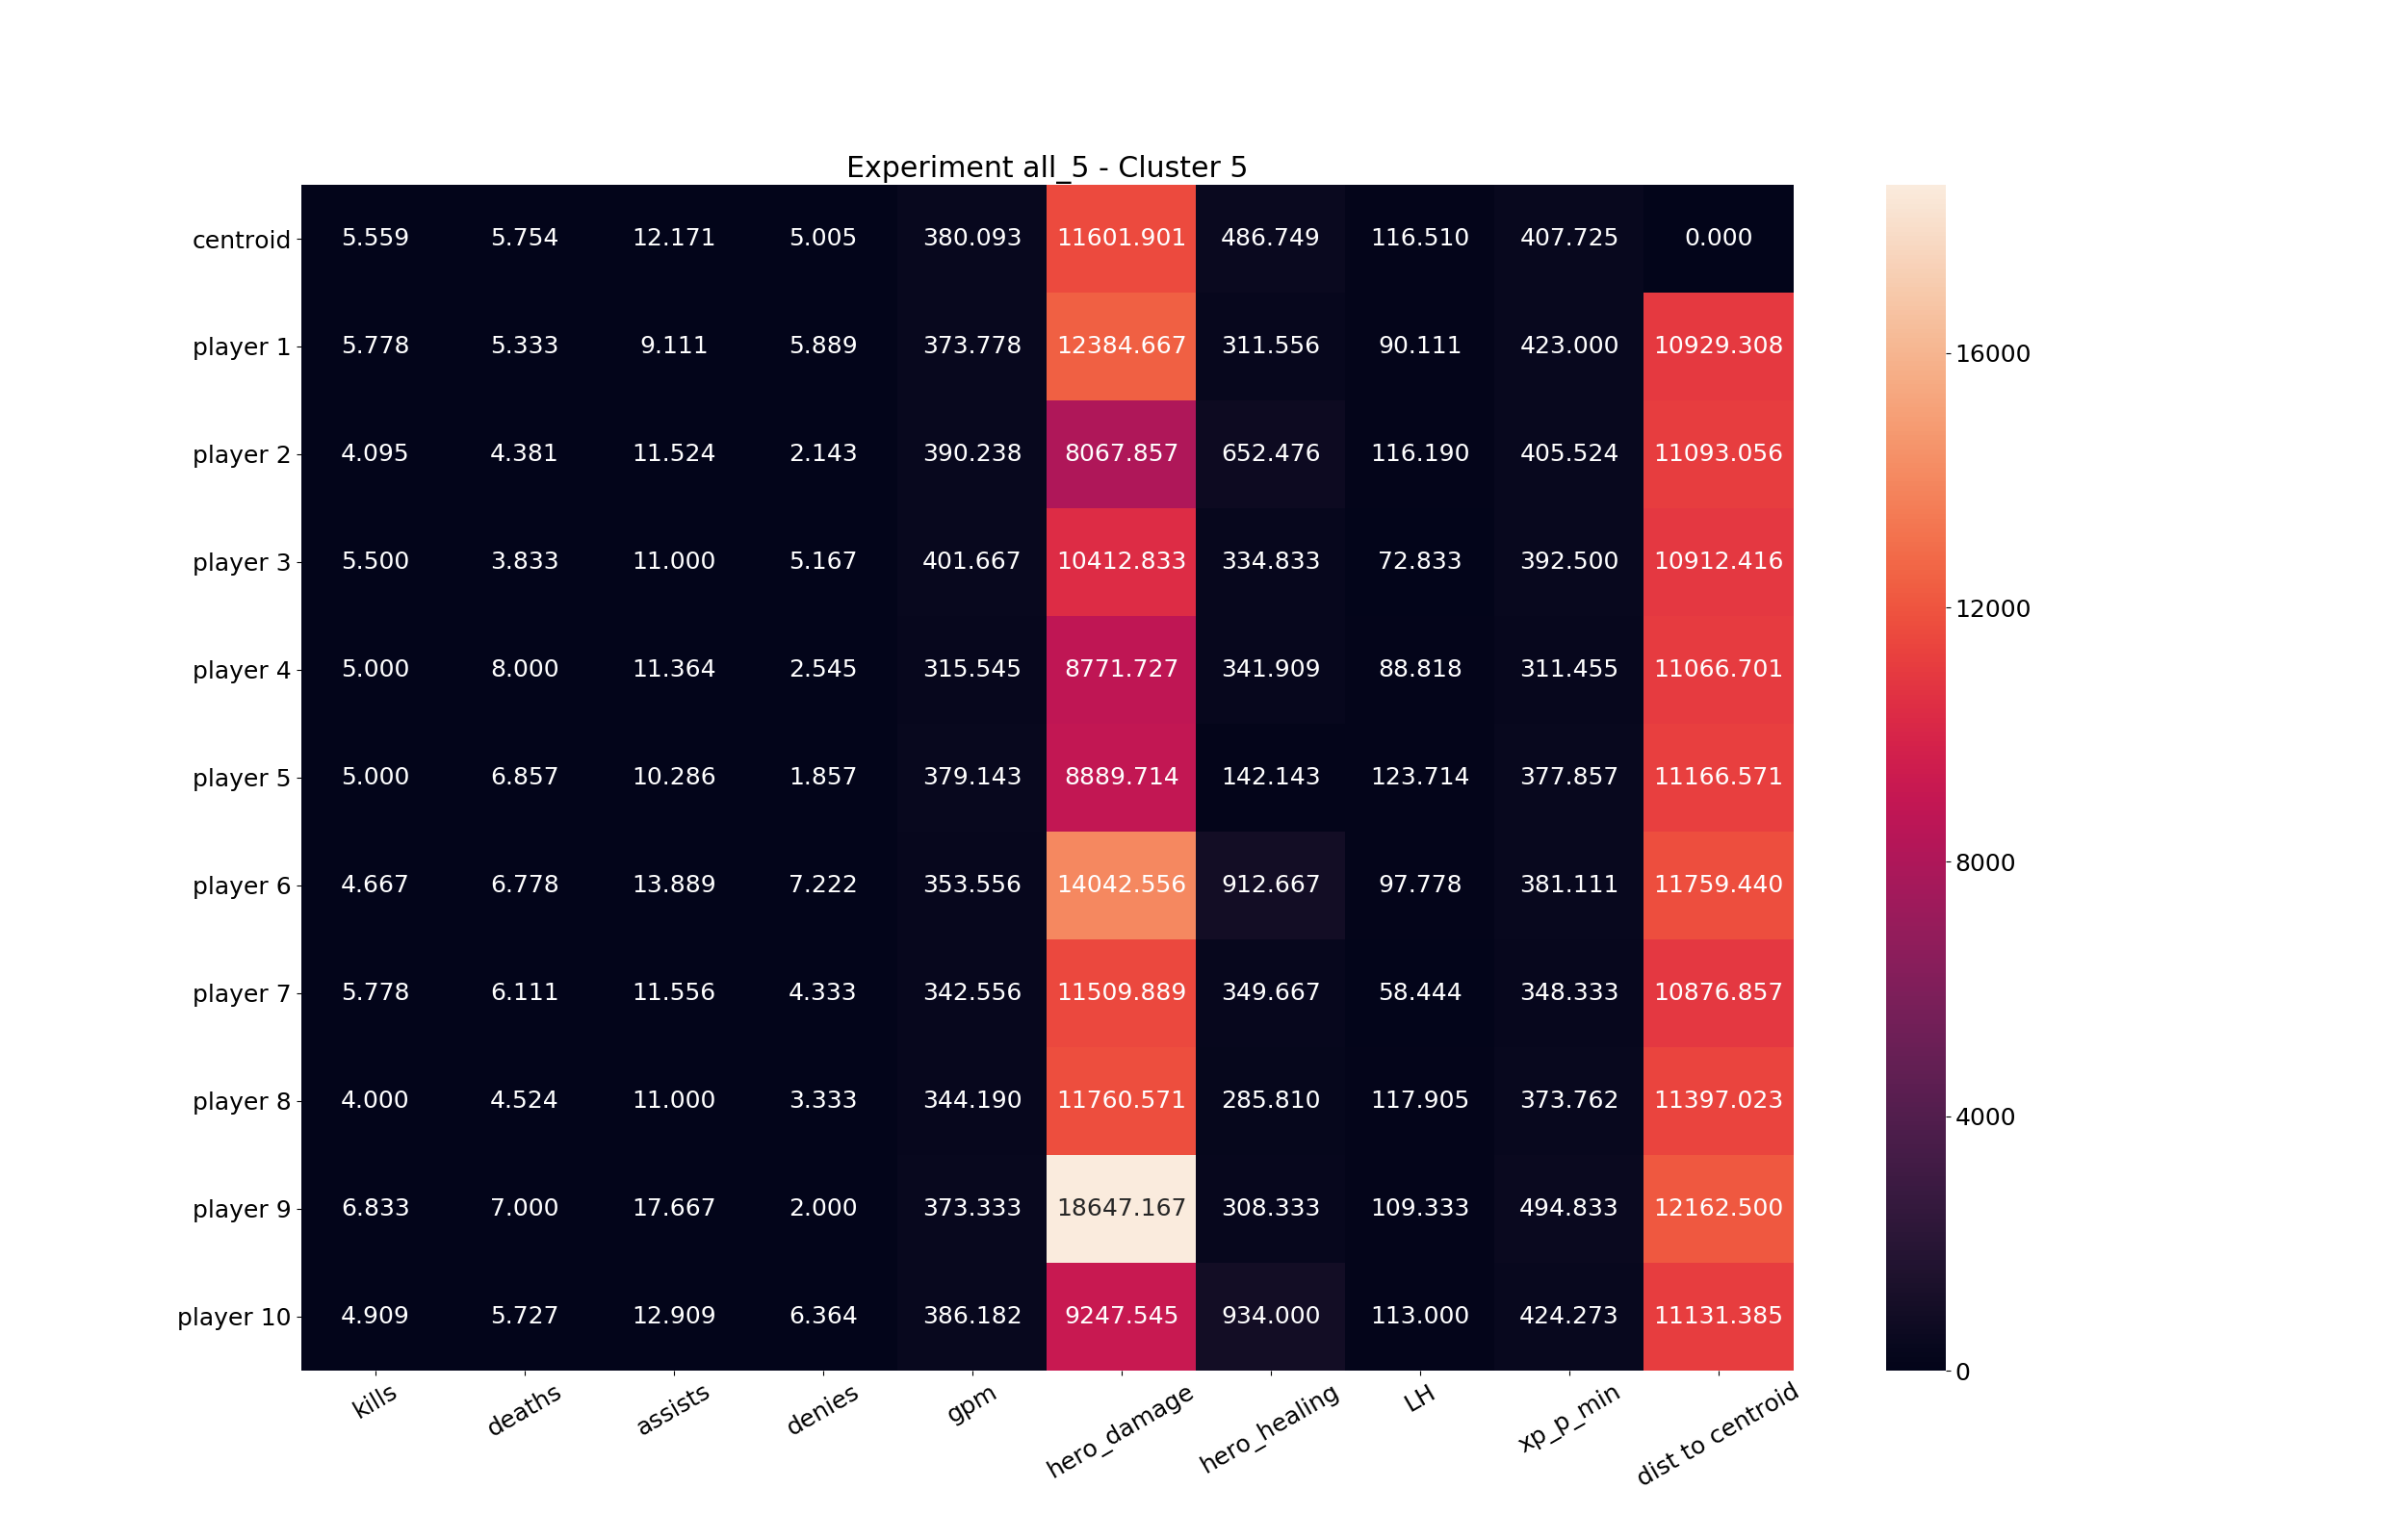 Experiment all_5 - Cluster 5
centroid 5.559 5.754 12.171 5.005 380.093 11601.901 486.749 116.510 407.725 0.000
player 1 5.778 5.333 9.111 5.889 373.778 12384.667 311.556 90.111 423.000 10929.308
player 2 4.095 4.381 11.524 2.143 390.238 8067.857 652.476 116.190 405.524 11093.056
player 3 5.500 3.833 11.000 5.167 401.667 10412.833 334.833 72.833 392.500 10912.416
player 4 5.000 8.000 11.364 2.545 315.545 8771.727 341.909 88.818 311.455 11066.701
player 5 5.000 6.857 10.286 1.857 379.143 8889.714 142.143 123.714 377.857 11166.571
player 6 4.667 6.778 13.889 7.222 353.556 14042.556 912.667 97.778 381.111 11759.440
player 7 5.778 6.111 11.556 4.333 342.556 11509.889 349.667 58.444 348.333 10876.857
player 8 4.000 4.524 11.000 3.333 344.190 11760.571 285.810 117.905 373.762 11397.023
player 9 6.833 7.000 17.667 2.000 373.333 18647.167 308.333 109.333 494.833 12162.500
player 10 4.909 5.727 12.909 6.364 386.182 9247.545 934.000 113.000 424.273 11131.385
kills deaths assists denies gpm hero_damage hero_healing LH xp_p_min dist to centroid
16000
12000
8000
4000
0